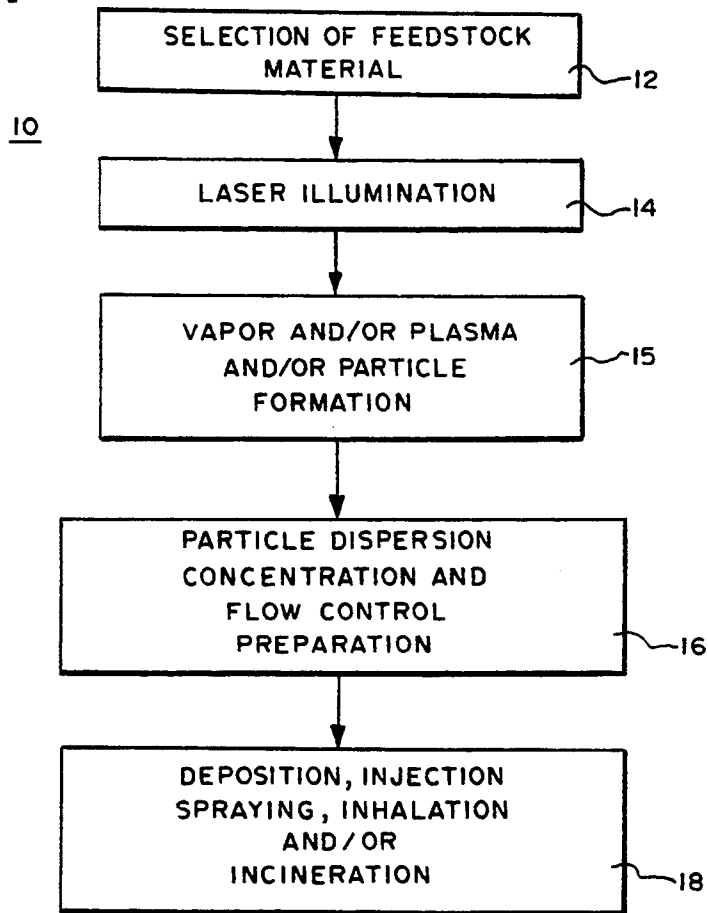 SELECTION OF FEEDSTOCK
MATERIAL
12
10
LASER ILLUMINATION
14
VAPOR AND/OR PLASMA
AND/OR PARTICLE
FORMATION
15
PARTICLE DISPERSION
CONCENTRATION AND
FLOW CONTROL
PREPARATION
16
DEPOSITION, INJECTION
SPRAYING, INHALATION
AND/OR
INCINERATION
18